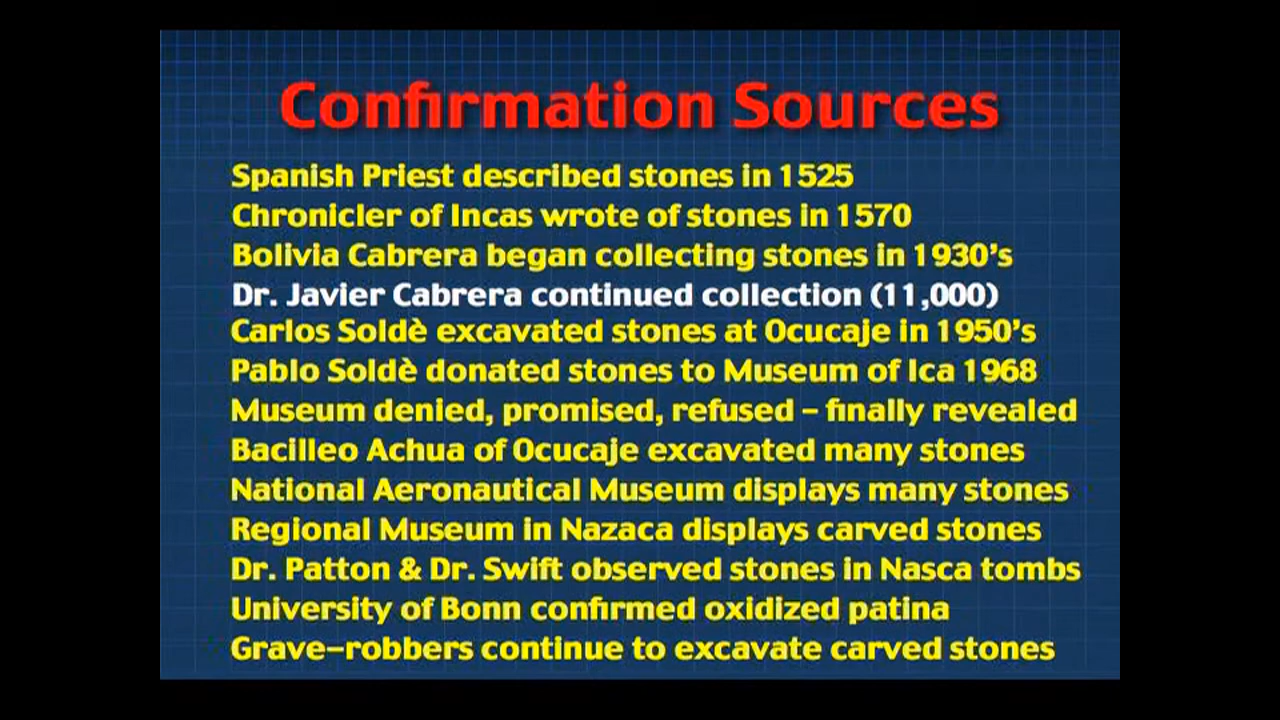 Confirmation Sources
Spanish Priest described stones in 1525
Chronicler of Incas wrote of stones in 1570
Bolivia Cabrera began collecting stones in 1930's
Dr. Javier Cabrera continued collection (11,000)
Carlos Soldè excavated stones at Ocucaje in 1950's
Pablo Soldè donated stones to Museum of Ica 1968
Museum denied, promised, refused – finally revealed
Bacilleo Achua of Ocucaje excavated many stones
National Aeronautical Museum displays many stones
Regional Museum in Nazaca displays carved stones
Dr. Patton & Dr. Swift observed stones in Nasca tombs
University of Bonn confirmed oxidized patina
Grave–robbers continue to excavate carved stones